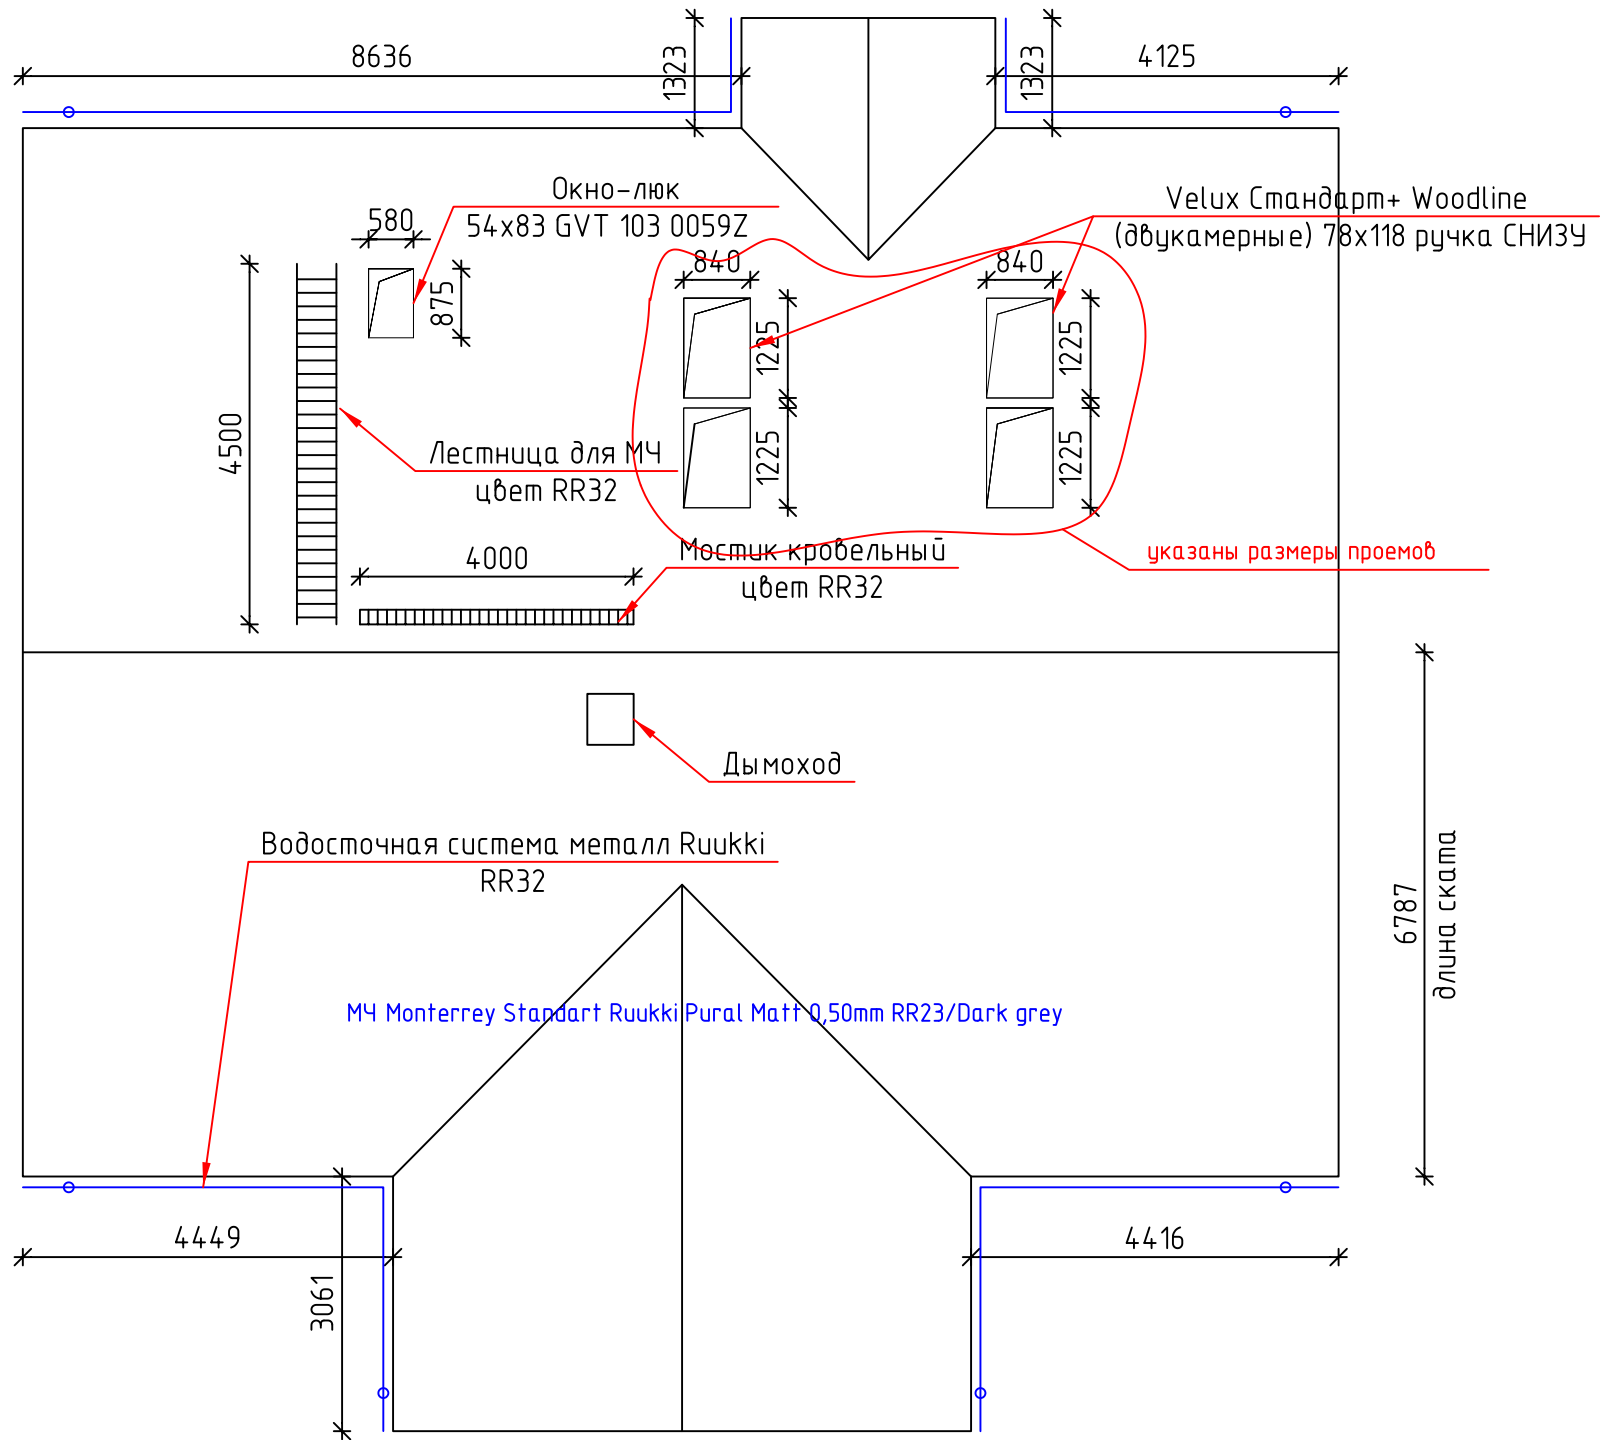 8636
1323
1323
4125
Окно-люк
54x83 GVT 103 0059Z
Velux Стандарт+ Woodline
(двукамерные) 78x118 ручка СНИЗУ
580
875
840
840
1225
1225
1225
1225
4500
Лестница для МЧ
цвет RR32
4000
Мостик кровельный
цвет RR32
указаны размеры проемов
Дымоход
Водосточная система металл Ruukki
RR32
6787
длина ската
МЧ Monterrey Standart Ruukki Pural Matt 0,50mm RR23/Dark grey
4449
4416
3061